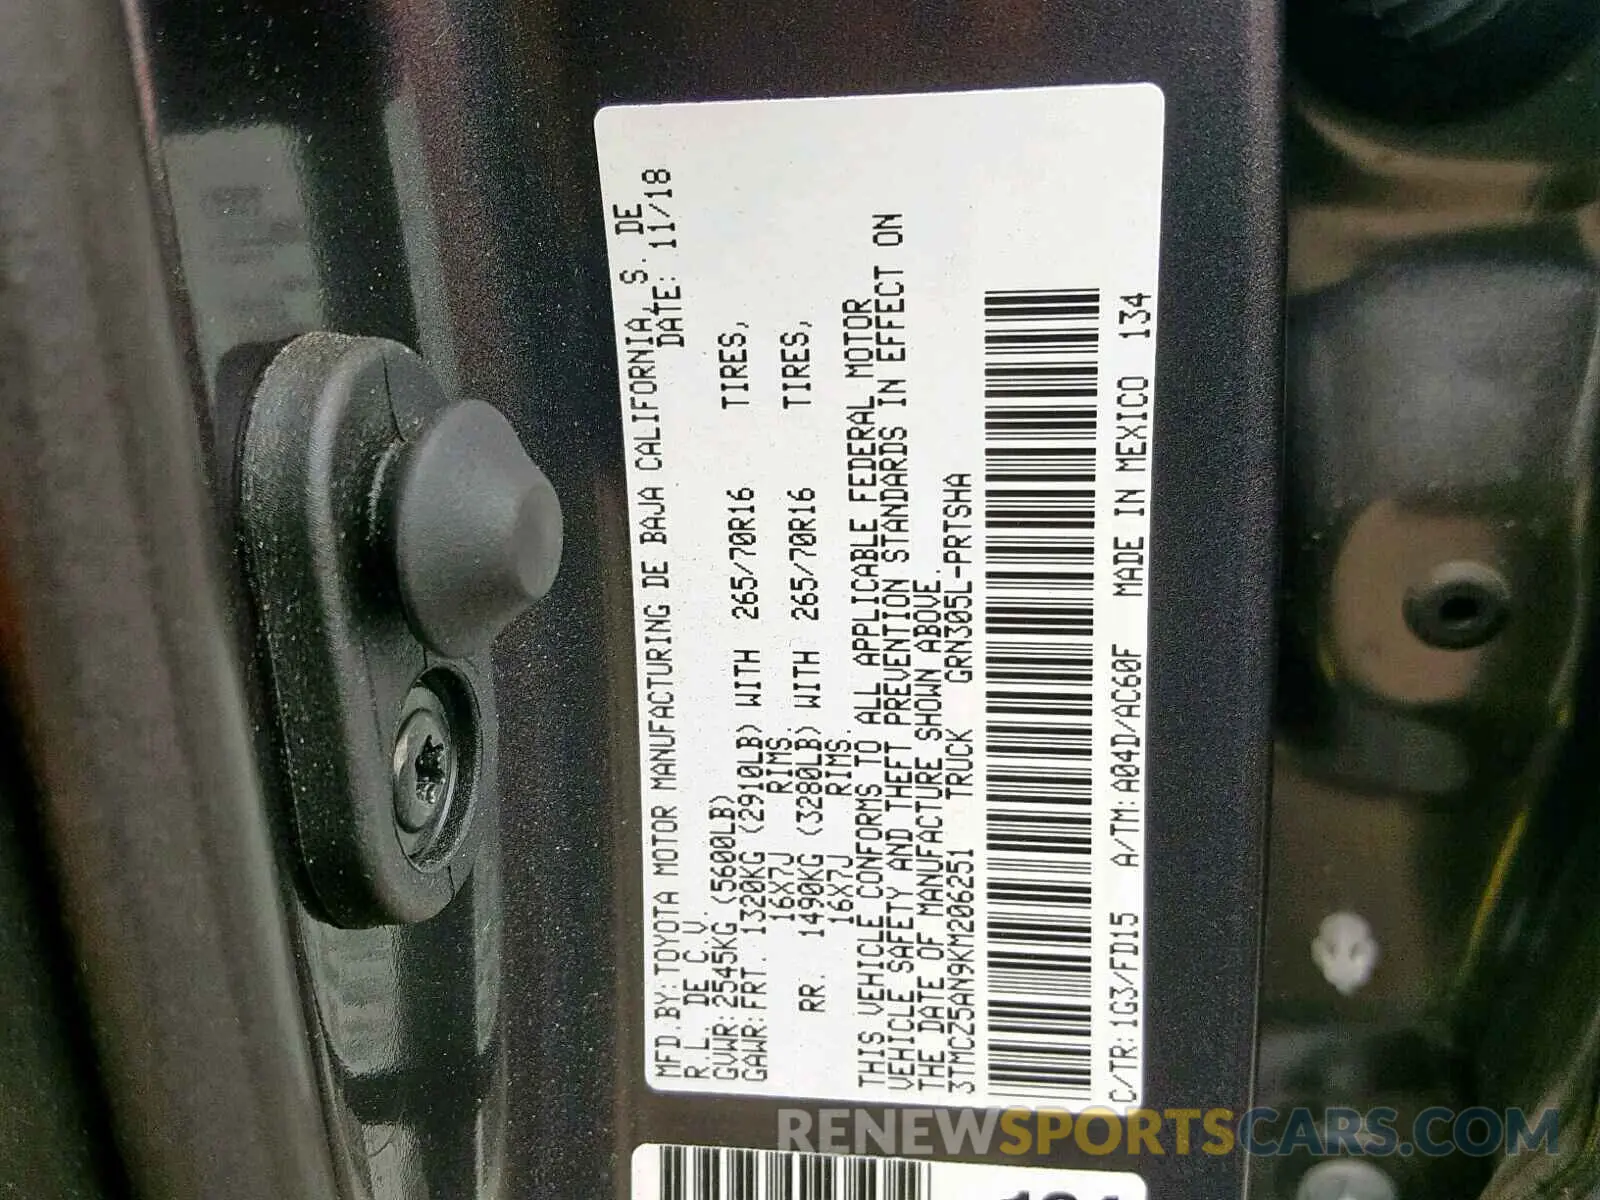 MFD.BY:TOYOTA MOTOR MANUFACTURING DE BAJA CALIFORNIA, S. DE
R.L. DE C.V. DATE: 11/18
GVWR:2545KG (5600LB)
GAWR:FRT. 1320KG (2910LB) WITH 265/70R16 TIRES,
16X7J RIMS.
RR. 1490KG (3280LB) WITH 265/70R16 TIRES,
16X7J RIMS.
THIS VEHICLE CONFORMS TO ALL APPLICABLE FEDERAL MOTOR
VEHICLE SAFETY AND THEFT PREVENTION STANDARDS IN EFFECT ON
THE DATE OF MANUFACTURE SHOWN ABOVE.
3TMCZ5AN9KM206251 TRUCK GRN305L-PRTSHA
C/TR:1G3/FD15 A/TM:A04D/AC60F MADE IN MEXICO 134
RENEWSPORTSCARS.COM